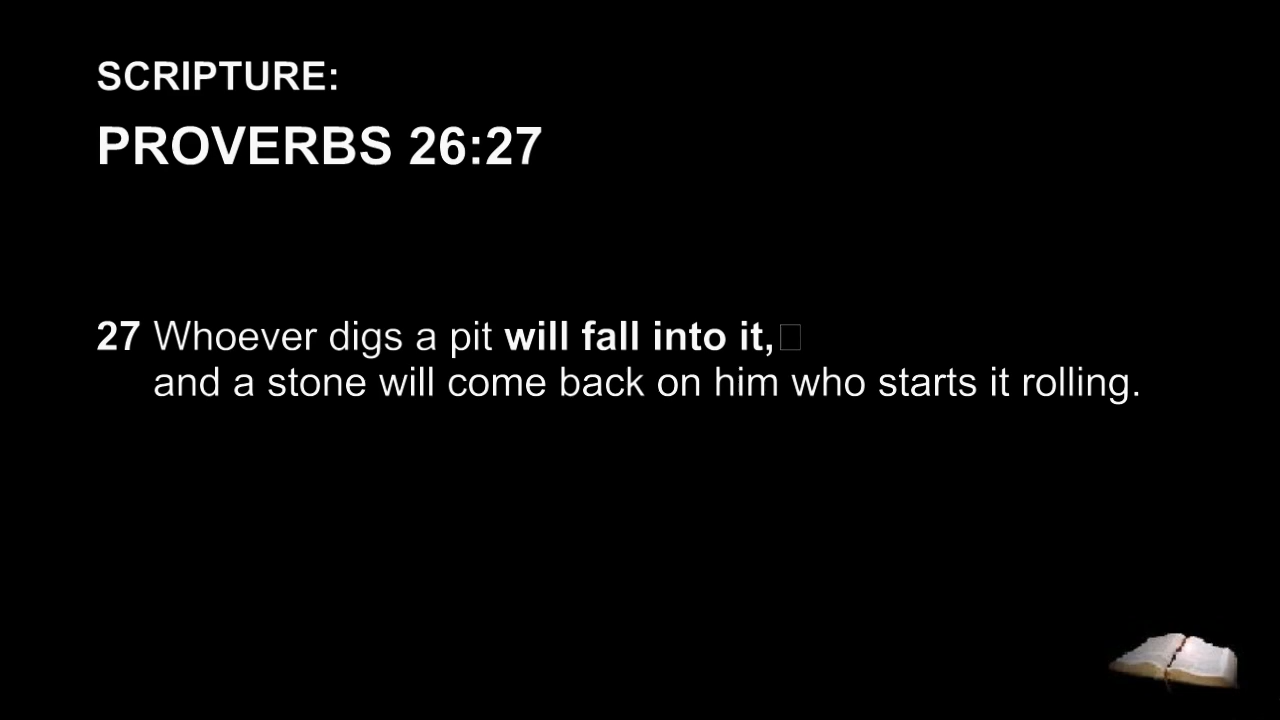 SCRIPTURE:
PROVERBS 26:27
27 Whoever digs a pit will fall into it,
and a stone will come back on him who starts it rolling.